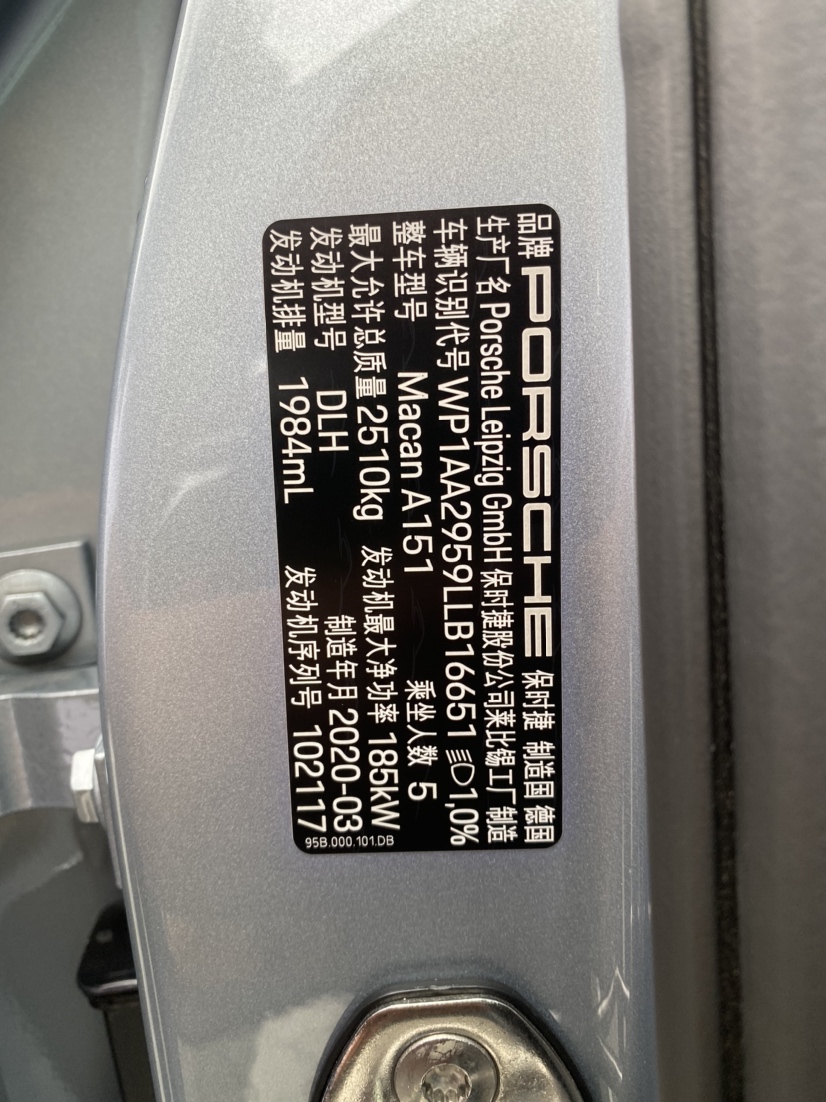 品牌 PORSCHE 保时捷 制造国 德国
生产厂名 Porsche Leipzig GmbH 保时捷股份公司莱比锡工厂 制造
车辆识别代号 WP1AA2959LLB16651 1,0%
整车型号 Macan A151 乘坐人数 5
最大允许总质量 2510kg 发动机最大净功率 185kW
发动机型号 DLH 制造年月 2020-03
发动机排量 1984mL 发动机序列号 102117
95B.000.101.DB